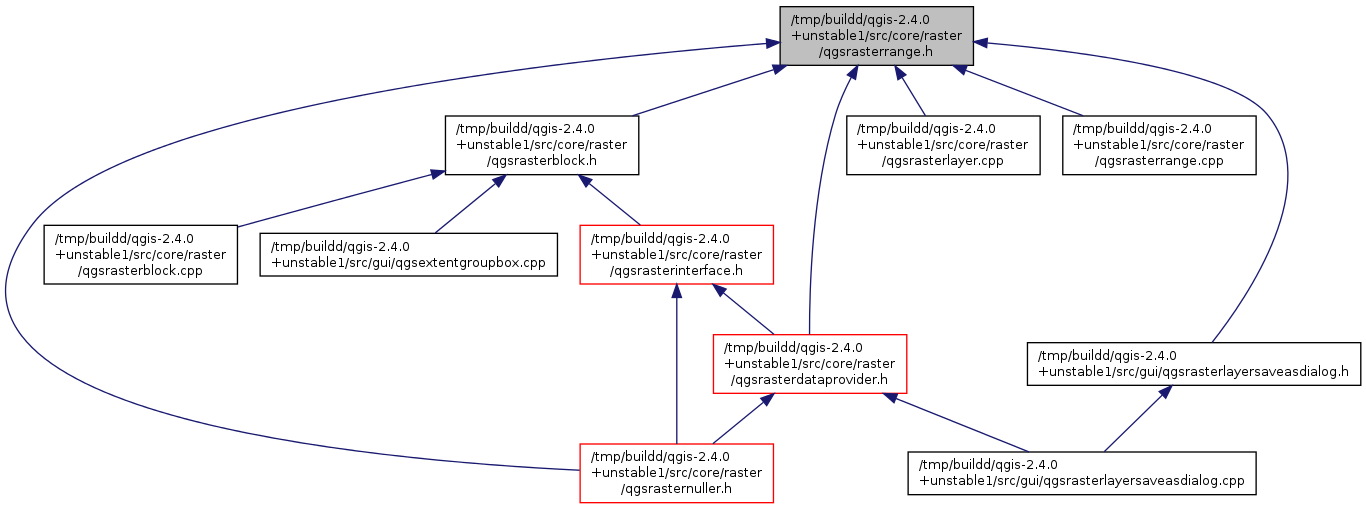 /tmp/buildd/qgis-2.4.0
+unstable1/src/core/raster
/qgsrasterrange.h
/tmp/buildd/qgis-2.4.0
+unstable1/src/core/raster
/qgsrasterblock.h
/tmp/buildd/qgis-2.4.0
+unstable1/src/core/raster
/qgsrasterlayer.cpp
/tmp/buildd/qgis-2.4.0
+unstable1/src/core/raster
/qgsrasterrange.cpp
/tmp/buildd/qgis-2.4.0
+unstable1/src/core/raster
/qgsrasterblock.cpp
/tmp/buildd/qgis-2.4.0
+unstable1/src/gui/qgsextentgroupbox.cpp
/tmp/buildd/qgis-2.4.0
+unstable1/src/core/raster
/qgsrasterinterface.h
/tmp/buildd/qgis-2.4.0
+unstable1/src/core/raster
/qgsrasterdataprovider.h
/tmp/buildd/qgis-2.4.0
+unstable1/src/gui/qgsrasterlayersaveasdialog.h
/tmp/buildd/qgis-2.4.0
+unstable1/src/core/raster
/qgsrasternuller.h
/tmp/buildd/qgis-2.4.0
+unstable1/src/gui/qgsrasterlayersaveasdialog.cpp